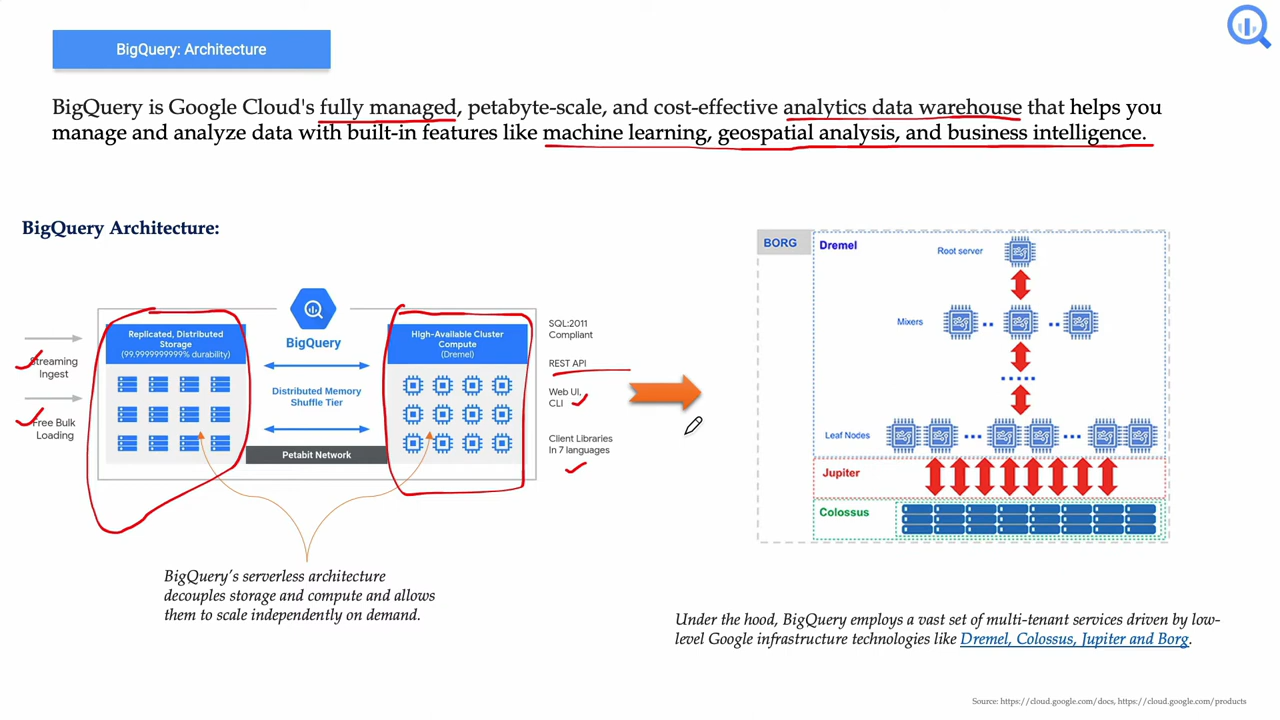 BigQuery: Architecture
BigQuery is Google Cloud's fully managed, petabyte-scale, and cost-effective analytics data warehouse that helps you
manage and analyze data with built-in features like machine learning, geospatial analysis, and business intelligence.
BigQuery Architecture:
Streaming
Ingest
Free Bulk
Loading
Replicated, Distributed
Storage
(99.9999999999% durability)
BigQuery
Distributed Memory
Shuffle Tier
Petabit Network
High-Available Cluster
Compute
(Dremel)
SQL:2011
Compliant
REST API
Web UI,
CLI
Client Libraries
In 7 languages
BigQuery's serverless architecture
decouples storage and compute and allows
them to scale independently on demand.
BORG
Dremel
Root server
Mixers
Leaf Nodes
Jupiter
Colossus
Under the hood, BigQuery employs a vast set of multi-tenant services driven by low-
level Google infrastructure technologies like Dremel, Colossus, Jupiter and Borg.
Source: https://cloud.google.com/docs, https://cloud.google.com/products